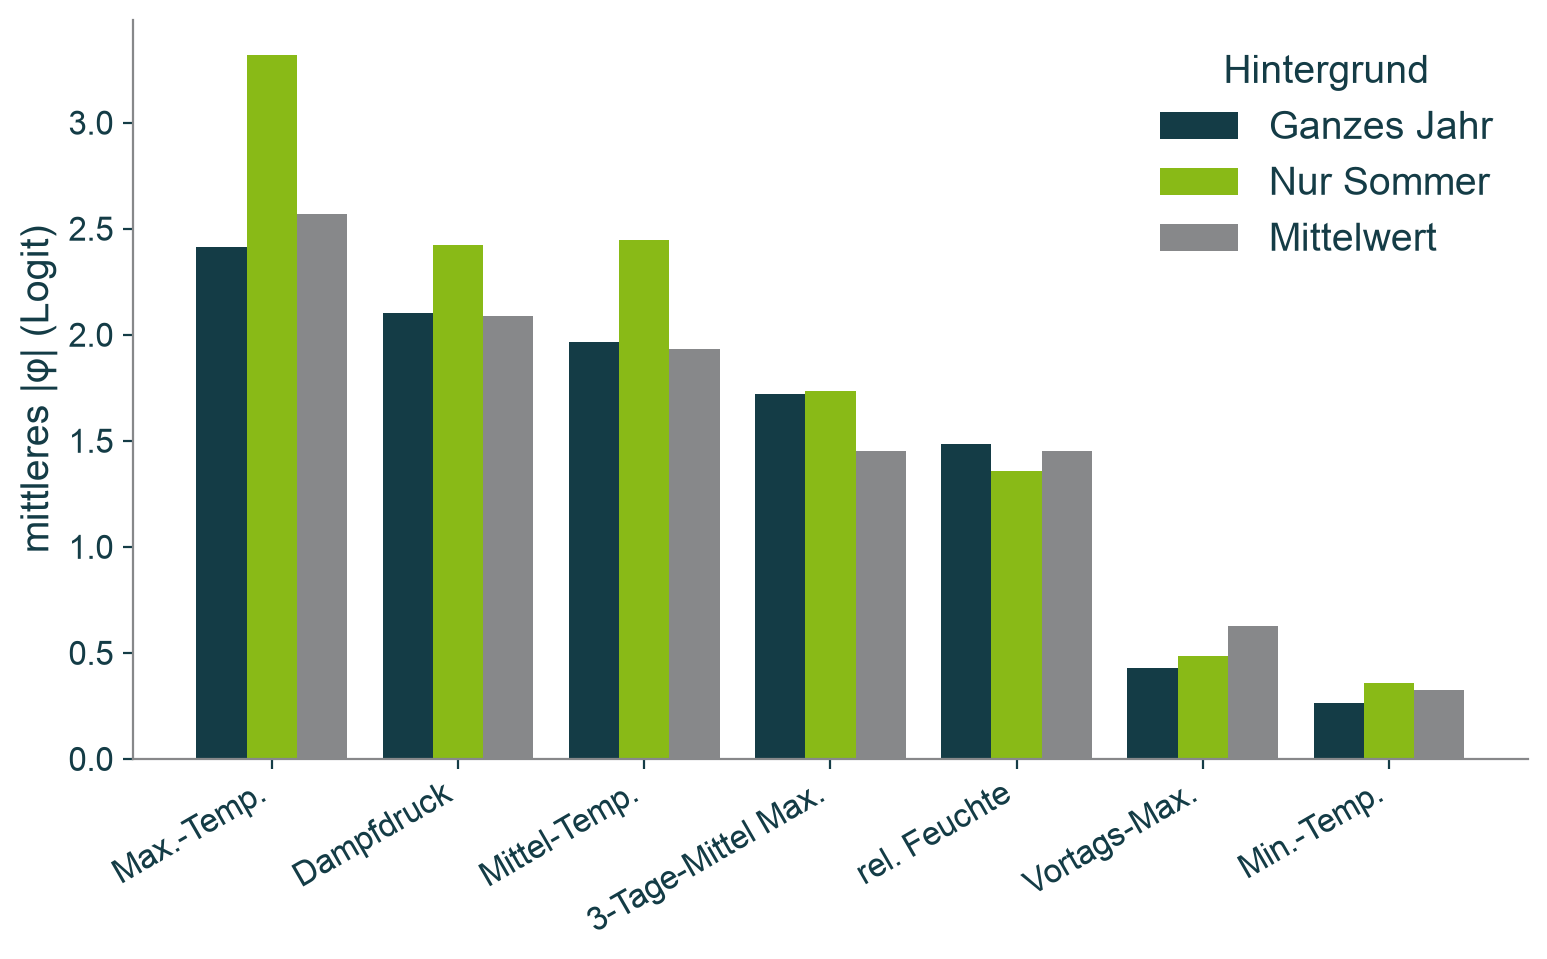 mittleres |φ| (Logit)
3.0
2.5
2.0
1.5
1.0
0.5
0.0
Hintergrund
Ganzes Jahr
Nur Sommer
Mittelwert
Max.-Temp.
Dampfdruck
Mittel-Temp.
3-Tage-Mittel Max.
rel. Feuchte
Vortags-Max.
Min.-Temp.